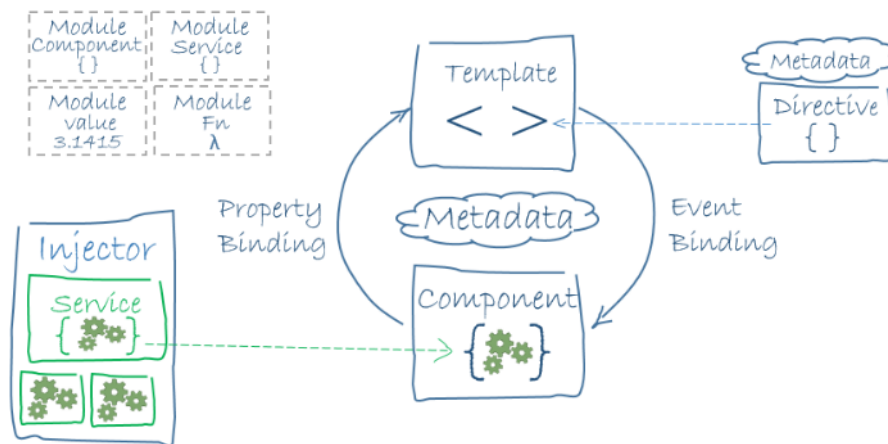 Module
Component
{ }
Module
Service
{ }
Module
value
3.1415
Module
Fn
λ
Template
< >
Metadata
Directive
{ }
Property
Binding
Metadata
Event
Binding
Injector
Service
{ }
Component
{ }